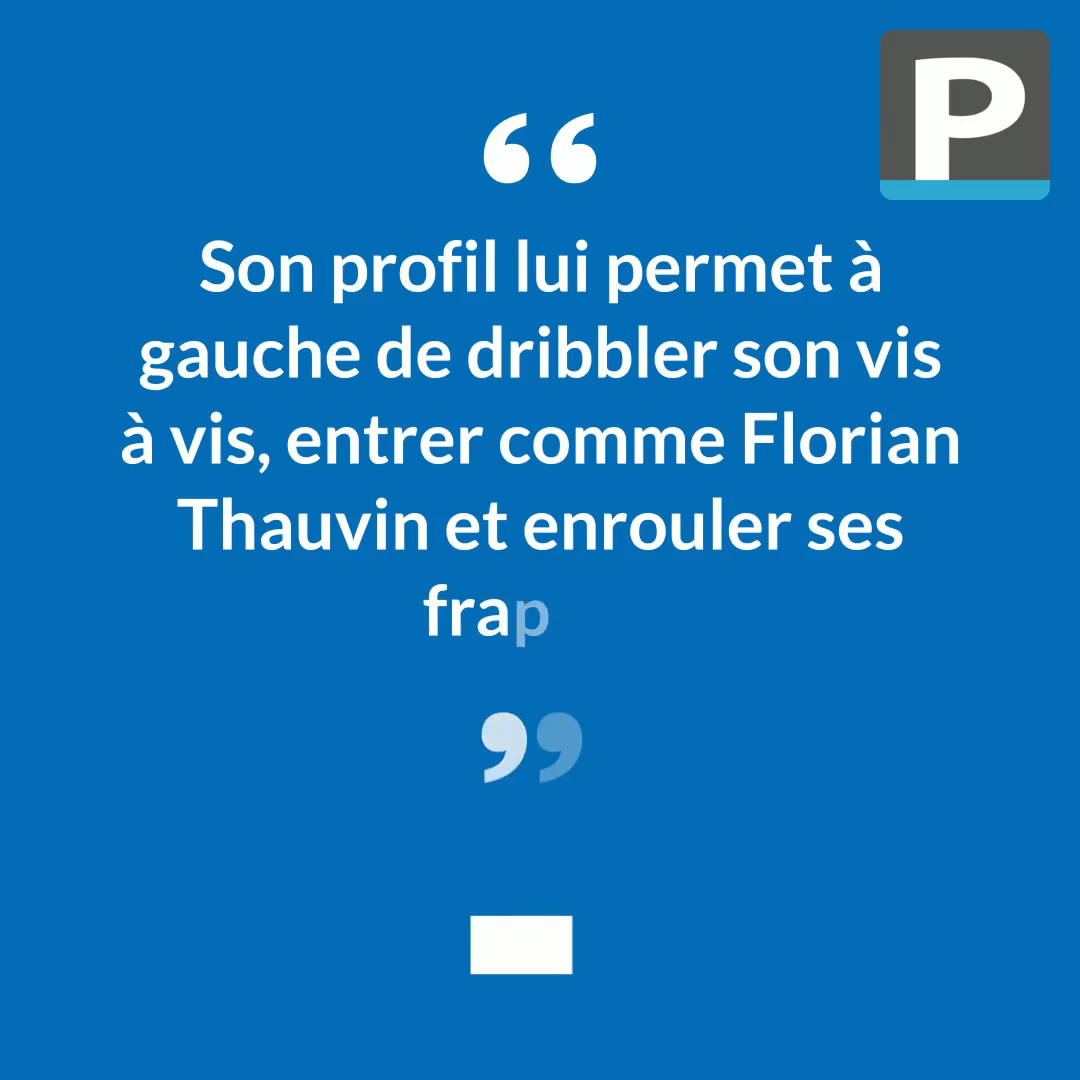 P
“
Son profil lui permet à
gauche de dribbler son vis
à vis, entrer comme Florian
Thauvin et enrouler ses
frap
”